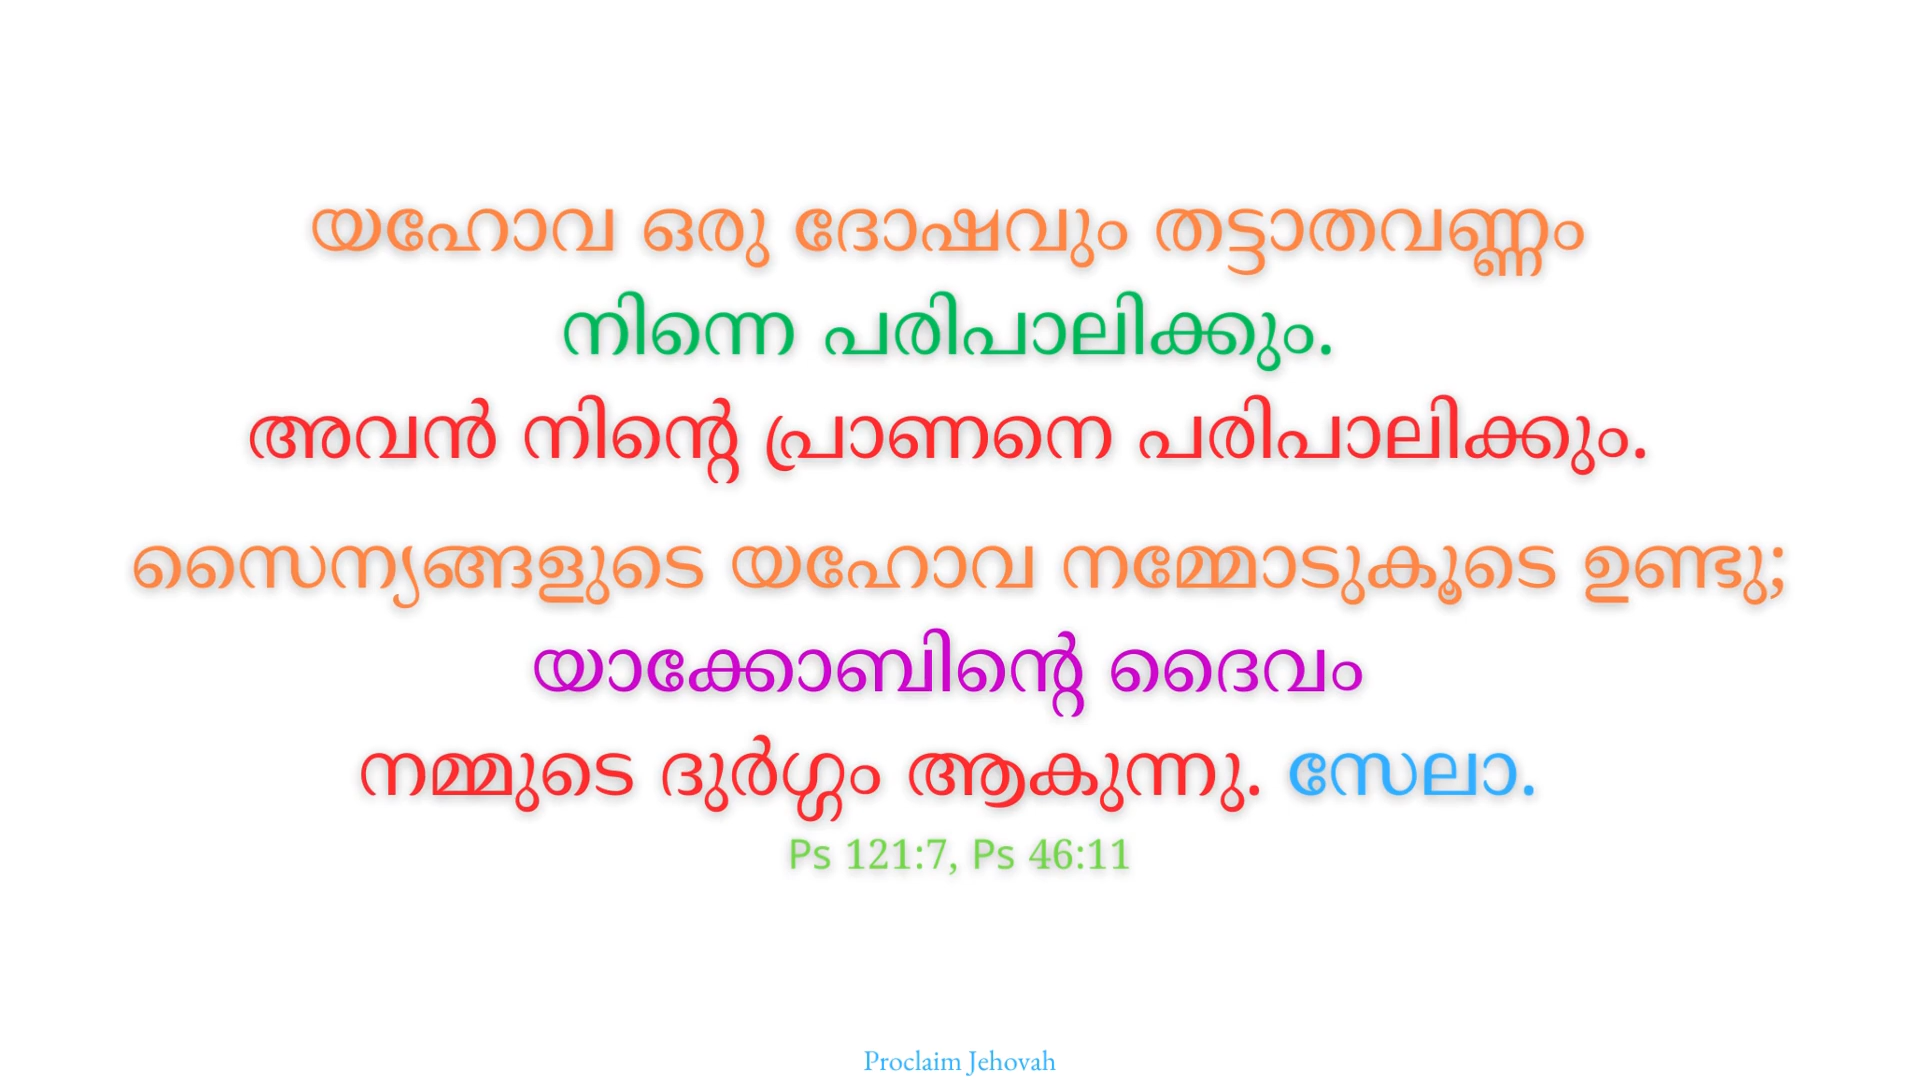 യഹോവ ഒരു ദോഷവും തട്ടാതവണ്ണം
നിന്നെ പരിപാലിക്കും.
അവൻ നിന്റെ പ്രാണനെ പരിപാലിക്കും.
സൈന്യങ്ങളുടെ യഹോവ നമ്മോടുകൂടെ ഉണ്ടു;
യാക്കോബിന്റെ ദൈവം
നമ്മുടെ ദുർഗ്ഗം ആകുന്നു. സേലാ.
Ps 121:7, Ps 46:11
Proclaim Jehovah